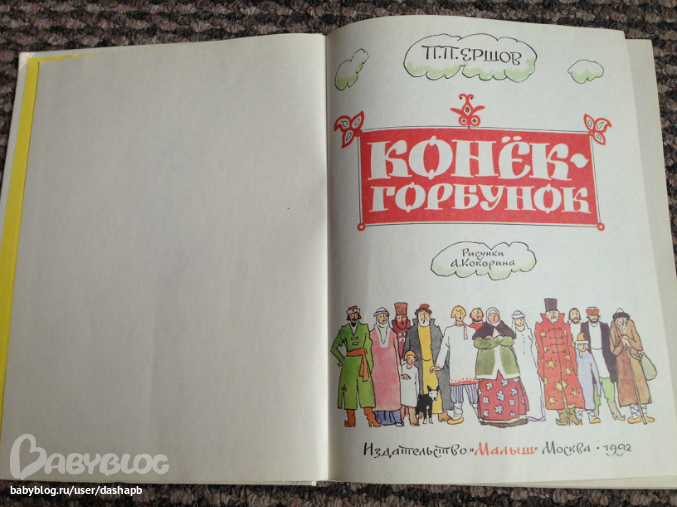 П.П. ЕРШОВ
КОНЁК-
ГОРБУНОК
Рисунки
А. Кокорина
Издательство "Малыш" Москва · 1992
BABYBLOG
babyblog.ru/user/dashapb